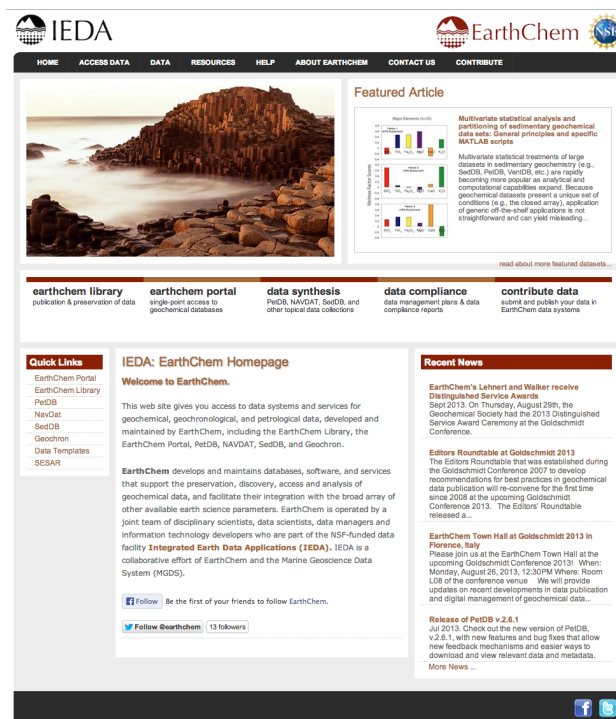 IEDA
EarthChem
NSF
HOME ACCESS DATA DATA RESOURCES HELP ABOUT EARTHCHEM CONTACT US CONTRIBUTE
Featured Article
Multivariate statistical analysis and
partitioning of sedimentary geochemical
data sets: General principles and specific
MATLAB scripts
Multivariate statistical treatments of large
datasets in sedimentary geochemistry (e.g.,
SedDB, PetDB, VentDB, etc.) are rapidly
becoming more popular as analytical and
computational capabilities expand. Because
geochemical datasets present a unique set of
conditions (e.g., the closed array), application
of generic off-the-shelf applications is not
straightforward and can yield misleading...
read about more featured datasets...
earthchem library
publication & preservation of data
earthchem portal
single-point access to
geochemical databases
data synthesis
PetDB, NAVDAT, SedDB, and
other topical data collections
data compliance
data management plans & data
compliance reports
contribute data
submit and publish your data in
EarthChem data systems
Quick Links
EarthChem Portal
EarthChem Library
PetDB
NavDat
SedDB
Geochron
Data Templates
SESAR
IEDA: EarthChem Homepage
Welcome to EarthChem.
This web site gives you access to data systems and services for
geochemical, geochronological, and petrological data, developed and
maintained by EarthChem, including the EarthChem Library, the
EarthChem Portal, PetDB, NAVDAT, SedDB, and Geochron.
EarthChem develops and maintains databases, software, and services
that support the preservation, discovery, access and analysis of
geochemical data, and facilitate their integration with the broad array of
other available earth science parameters. EarthChem is operated by a
joint team of disciplinary scientists, data scientists, data managers and
information technology developers who are part of the NSF-funded data
facility Integrated Earth Data Applications (IEDA). IEDA is a
collaborative effort of EarthChem and the Marine Geoscience Data
System (MGDS).
Follow Be the first of your friends to follow EarthChem.
Follow @earthchem 13 followers
Recent News
EarthChem's Lehnert and Walker receive
Distinguished Service Awards
Sept 2013. On Thursday, August 29th, the
Geochemical Society had the 2013 Distinguished
Service Award Ceremony at the Goldschmidt
Conference.
Editors Roundtable at Goldschmidt 2013
The Editors Roundtable that was established during
the Goldschmidt Conference 2007 to develop
recommendations for best practices in geochemical
data publication will re-convene for the first time
since 2008 at the upcoming Goldschmidt
Conference 2013. The Editors' Roundtable
released a...
EarthChem Town Hall at Goldschmidt 2013 in
Florence, Italy
Please join us at the EarthChem Town Hall at the
upcoming Goldschmidt Conference 2013! When:
Monday, August 26, 2013, 12:30PM Where: Room
L08 of the conference venue We will provide
updates on recent developments in data publication
and digital management of geochemical data...
Release of PetDB v.2.6.1
Jul 2013. Check out the new version of PetDB,
v.2.6.1, with new features and bug fixes that allow
new feedback mechanisms and easier ways to
download and view relevant data and metadata.
More News ...